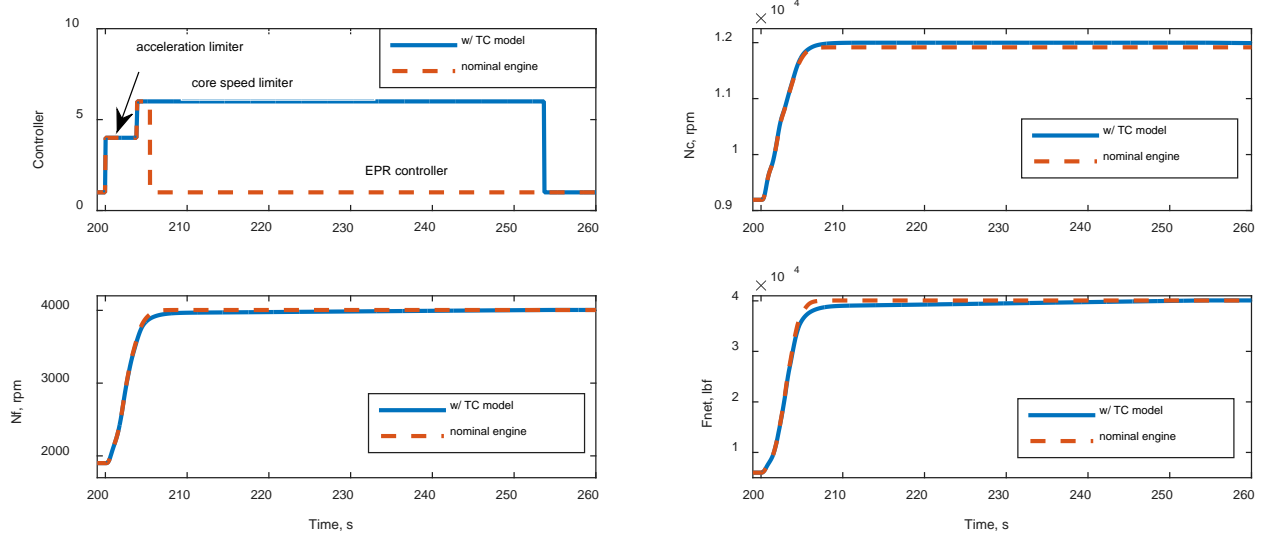 10
5
0
Controller
acceleration limiter
core speed limiter
EPR controller
w/ TC model
nominal engine
200 210 220 230 240 250 260
× 10 4
1.2
1.1
1
0.9
Nc, rpm
w/ TC model
nominal engine
200 210 220 230 240 250 260
4000
3000
2000
Nf, rpm
w/ TC model
nominal engine
200 210 220 230 240 250 260
Time, s
× 10 4
4
3
2
1
Fnet, lbf
w/ TC model
nominal engine
200 210 220 230 240 250 260
Time, s